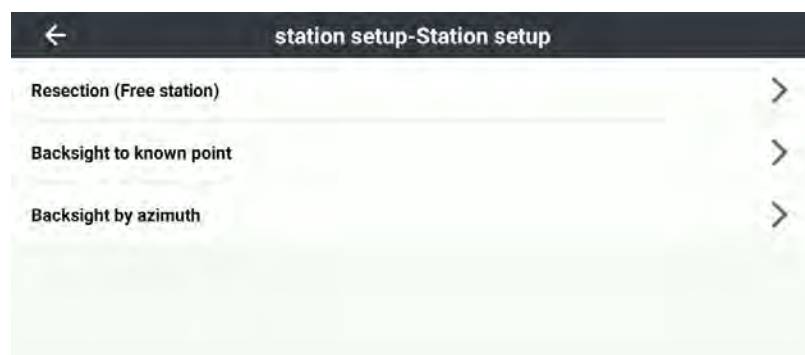 station setup-Station setup
Resection (Free station)
Backsight to known point
Backsight by azimuth